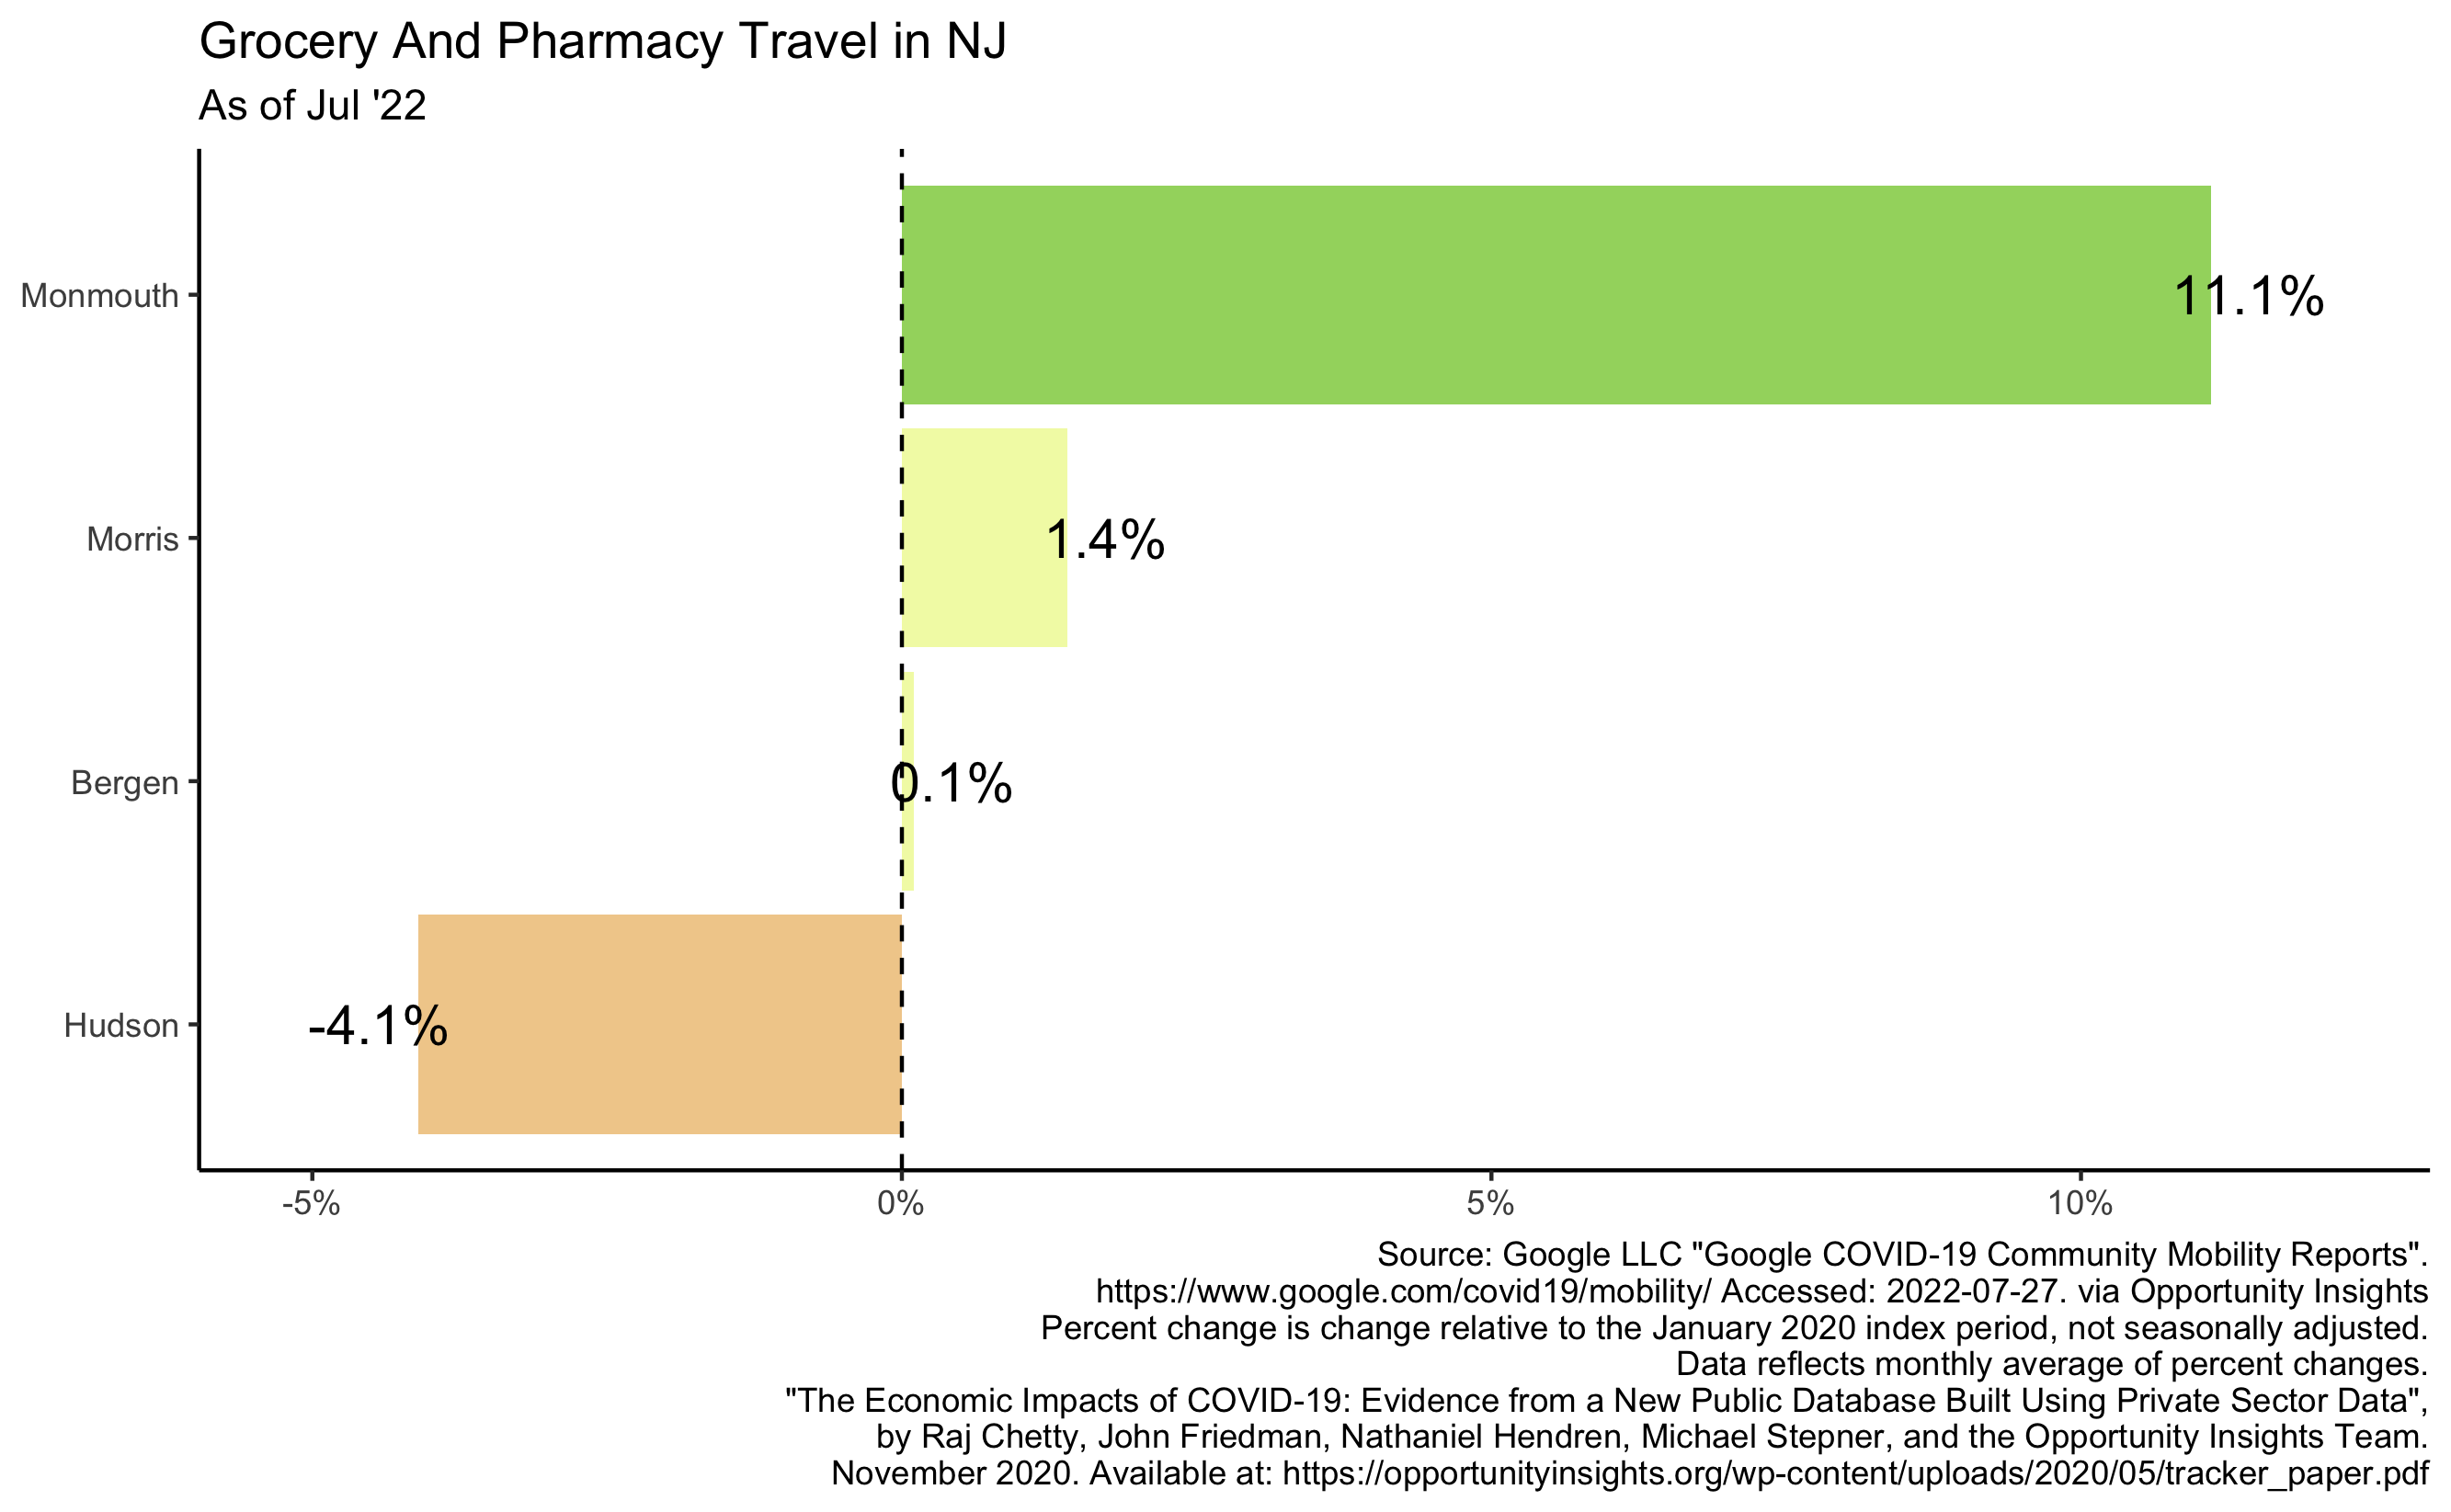 Grocery And Pharmacy Travel in NJ
As of Jul '22
Monmouth
11.1%
Morris
1.4%
Bergen
0.1%
Hudson
-4.1%
-5%
0%
5%
10%
Source: Google LLC "Google COVID-19 Community Mobility Reports".
https://www.google.com/covid19/mobility/ Accessed: 2022-07-27. via Opportunity Insights
Percent change is change relative to the January 2020 index period, not seasonally adjusted.
Data reflects monthly average of percent changes.
"The Economic Impacts of COVID-19: Evidence from a New Public Database Built Using Private Sector Data",
by Raj Chetty, John Friedman, Nathaniel Hendren, Michael Stepner, and the Opportunity Insights Team.
November 2020. Available at: https://opportunityinsights.org/wp-content/uploads/2020/05/tracker_paper.pdf